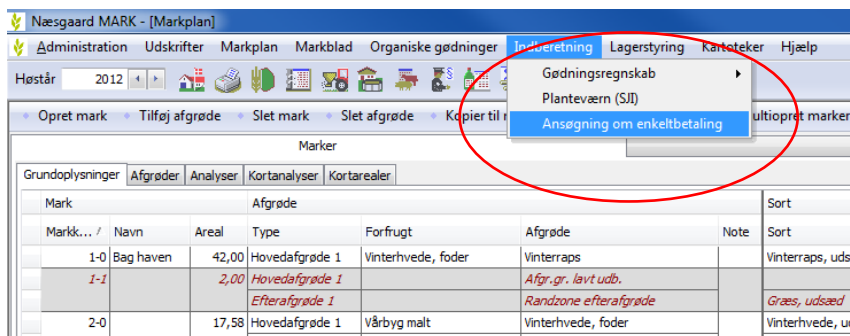 Næsgaard MARK - [Markplan]
Administration Udskrifter Markplan Markblad Organiske gødninger Indberetning Lagerstyring Kartoteker Hjælp
Høstår 2012
Gødningsregnskab
Planteværn (SJI)
Ansøgning om enkeltbetaling
Opret mark Tilføj afgrøde Slet mark Slet afgrøde Kopier til ultiopret marker
Marker
Grundoplysninger Afgrøder Analyser Kortanalyser Kortarealer
Mark Afgrøde Sort
Markk... / Navn Areal Type Forfrugt Afgrøde Note Sort
1-0 Bag haven 42,00 Hovedafgrøde 1 Vinterhvede, foder Vinterraps Vinterraps, uds
1-1 2,00 Hovedafgrøde 1 Afgr.gr. lavt udb.
Efterafgrøde 1 Randzone efterafgrøde Græs, udsæd
2-0 17,58 Hovedafgrøde 1 Vårbyg malt Vinterhvede, foder Vinterhvede, u